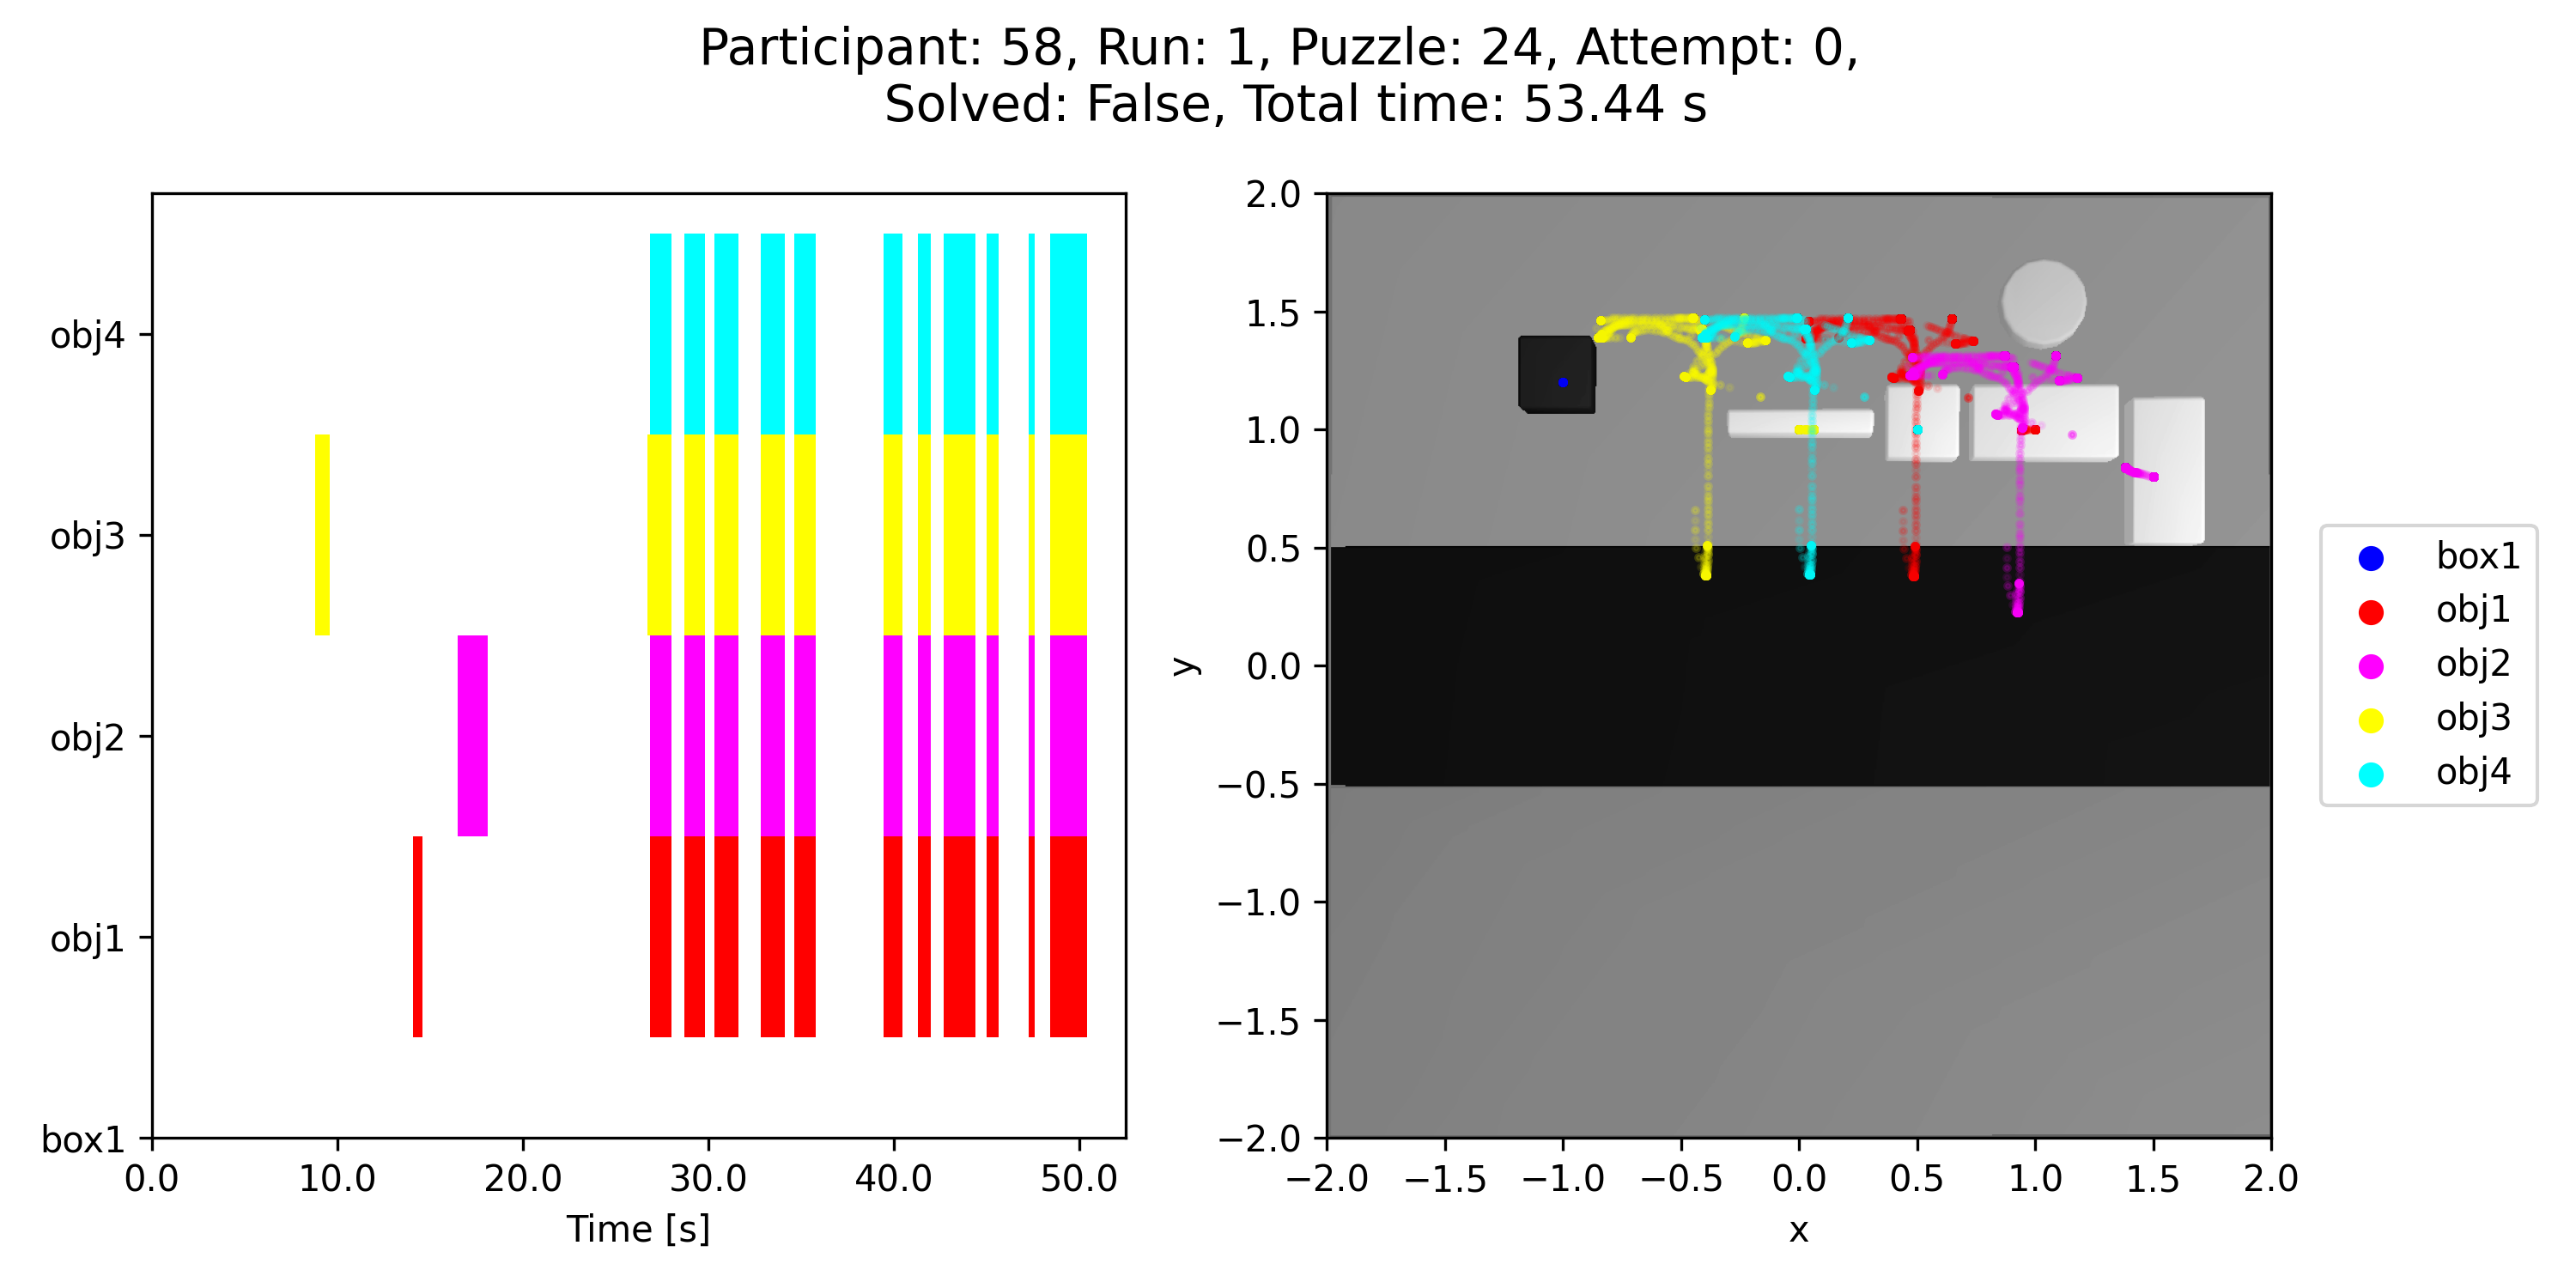 Participant: 58, Run: 1, Puzzle: 24, Attempt: 0,
Solved: False, Total time: 53.44 s
obj4
obj3
obj2
obj1
box1
0.0 10.0 20.0 30.0 40.0 50.0
Time [s]
2.0
1.5
1.0
0.5
0.0
−0.5
−1.0
−1.5
−2.0
y
−2.0 −1.5 −1.0 −0.5 0.0 0.5 1.0 1.5 2.0
x
box1
obj1
obj2
obj3
obj4